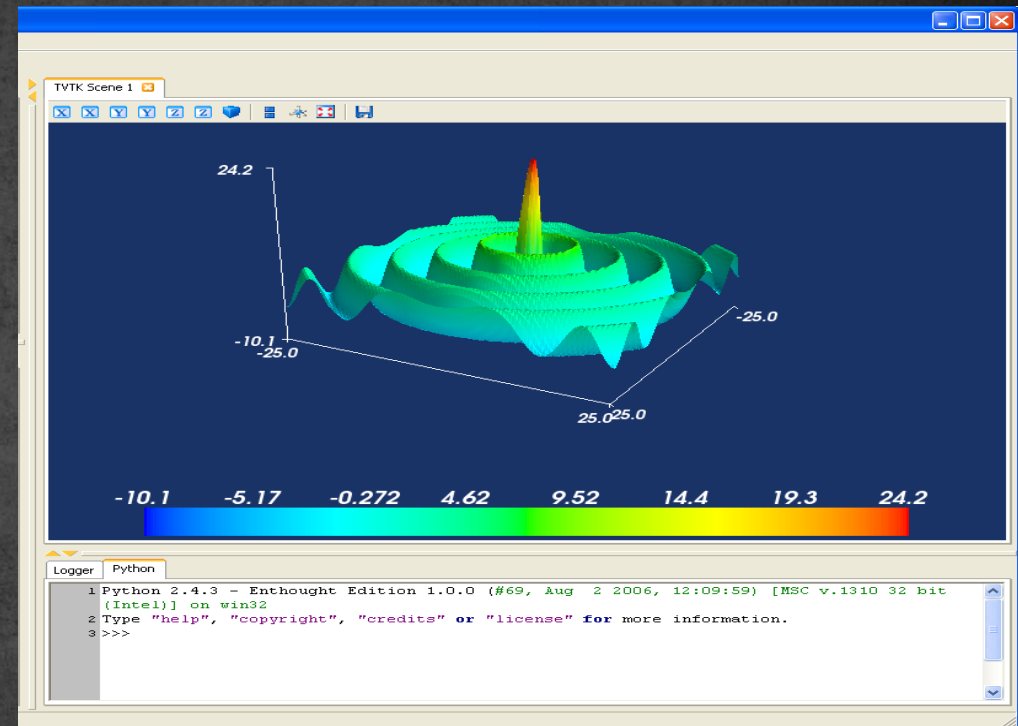 TVTK Scene 1
X X Y Y Z Z
24.2
-10.1
-25.0
-25.0
25.0
25.0
-10.1 -5.17 -0.272 4.62 9.52 14.4 19.3 24.2
Logger Python
1 Python 2.4.3 - Enthought Edition 1.0.0 (#69, Aug  2 2006, 12:09:59) [MSC v.1310 32 bit
(Intel)] on win32
2 Type "help", "copyright", "credits" or "license" for more information.
3 >>>